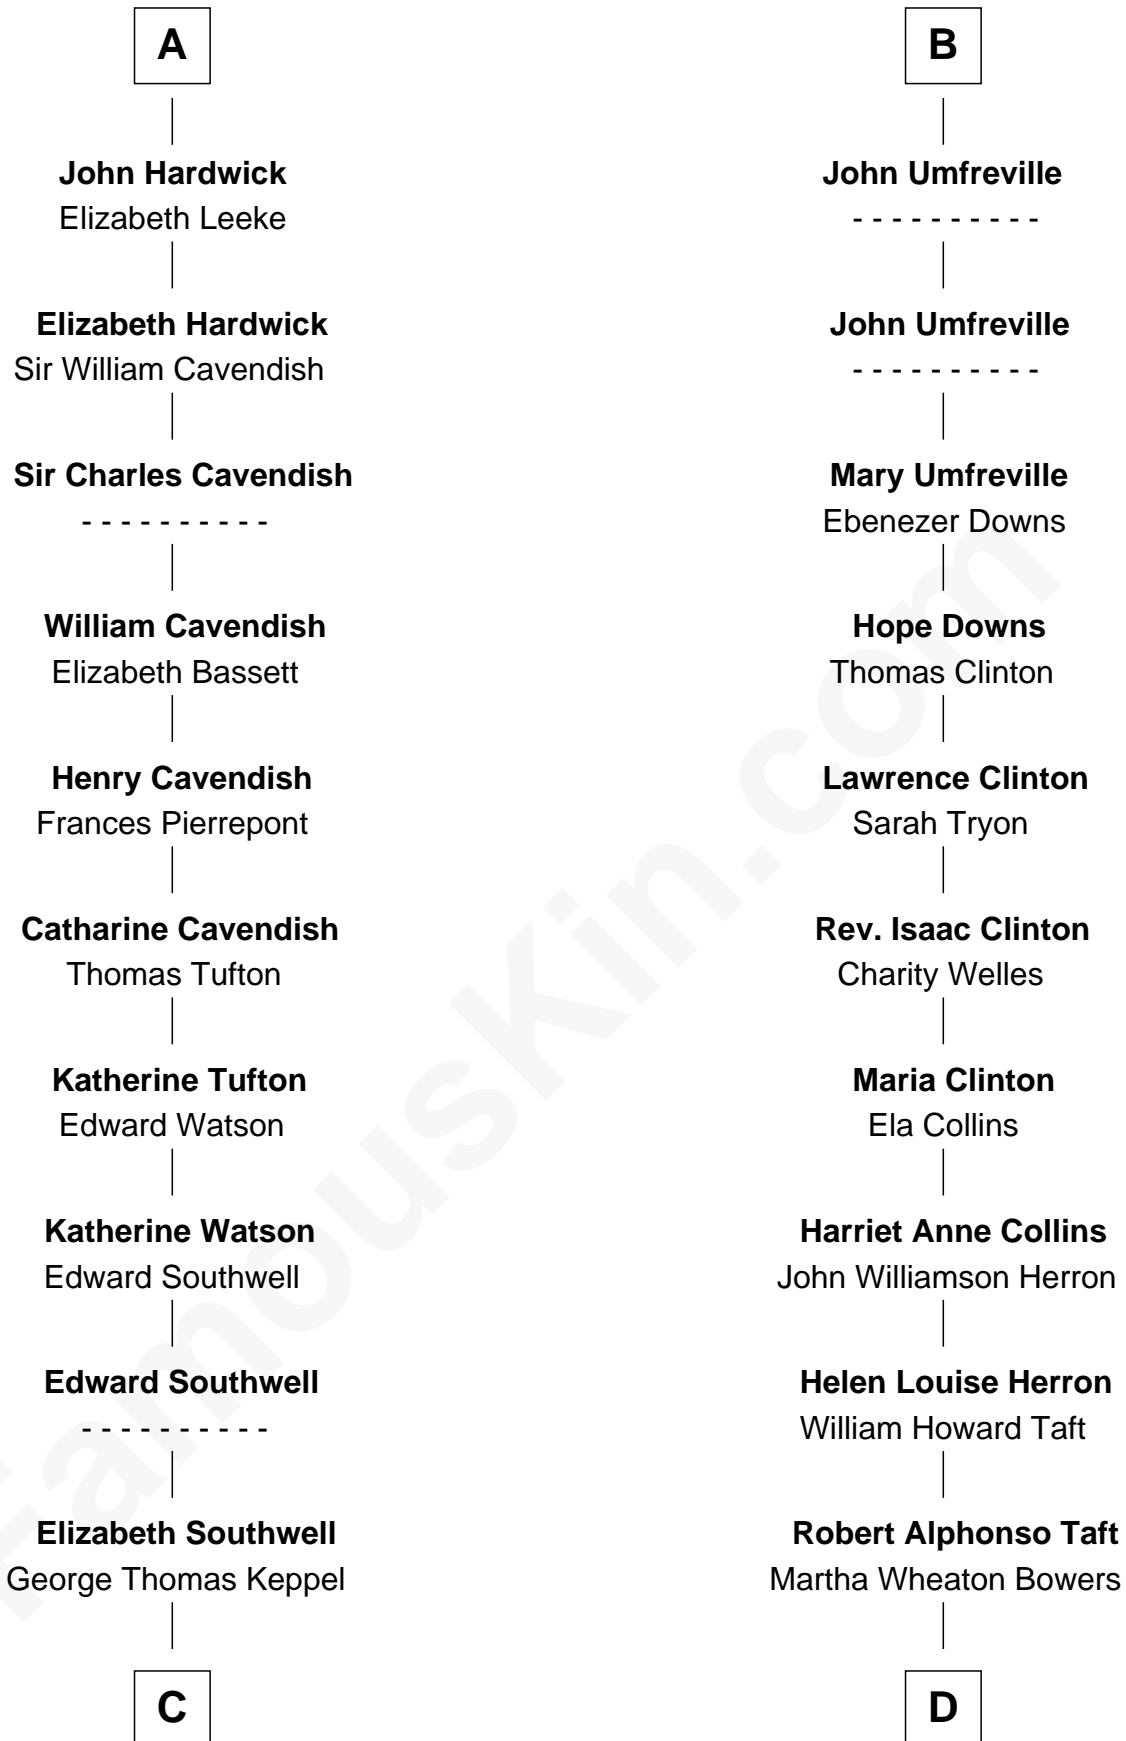 A
John Hardwick
Elizabeth Leeke
Elizabeth Hardwick
Sir William Cavendish
Sir Charles Cavendish
- - - - - - - - - -
William Cavendish
Elizabeth Bassett
Henry Cavendish
Frances Pierrepont
Catharine Cavendish
Thomas Tufton
Katherine Tufton
Edward Watson
Katherine Watson
Edward Southwell
Edward Southwell
- - - - - - - - - -
Elizabeth Southwell
George Thomas Keppel
C
B
John Umfreville
- - - - - - - - - -
John Umfreville
- - - - - - - - - -
Mary Umfreville
Ebenezer Downs
Hope Downs
Thomas Clinton
Lawrence Clinton
Sarah Tryon
Rev. Isaac Clinton
Charity Welles
Maria Clinton
Ela Collins
Harriet Anne Collins
John Williamson Herron
Helen Louise Herron
William Howard Taft
Robert Alphonso Taft
Martha Wheaton Bowers
D
FamousKin.com